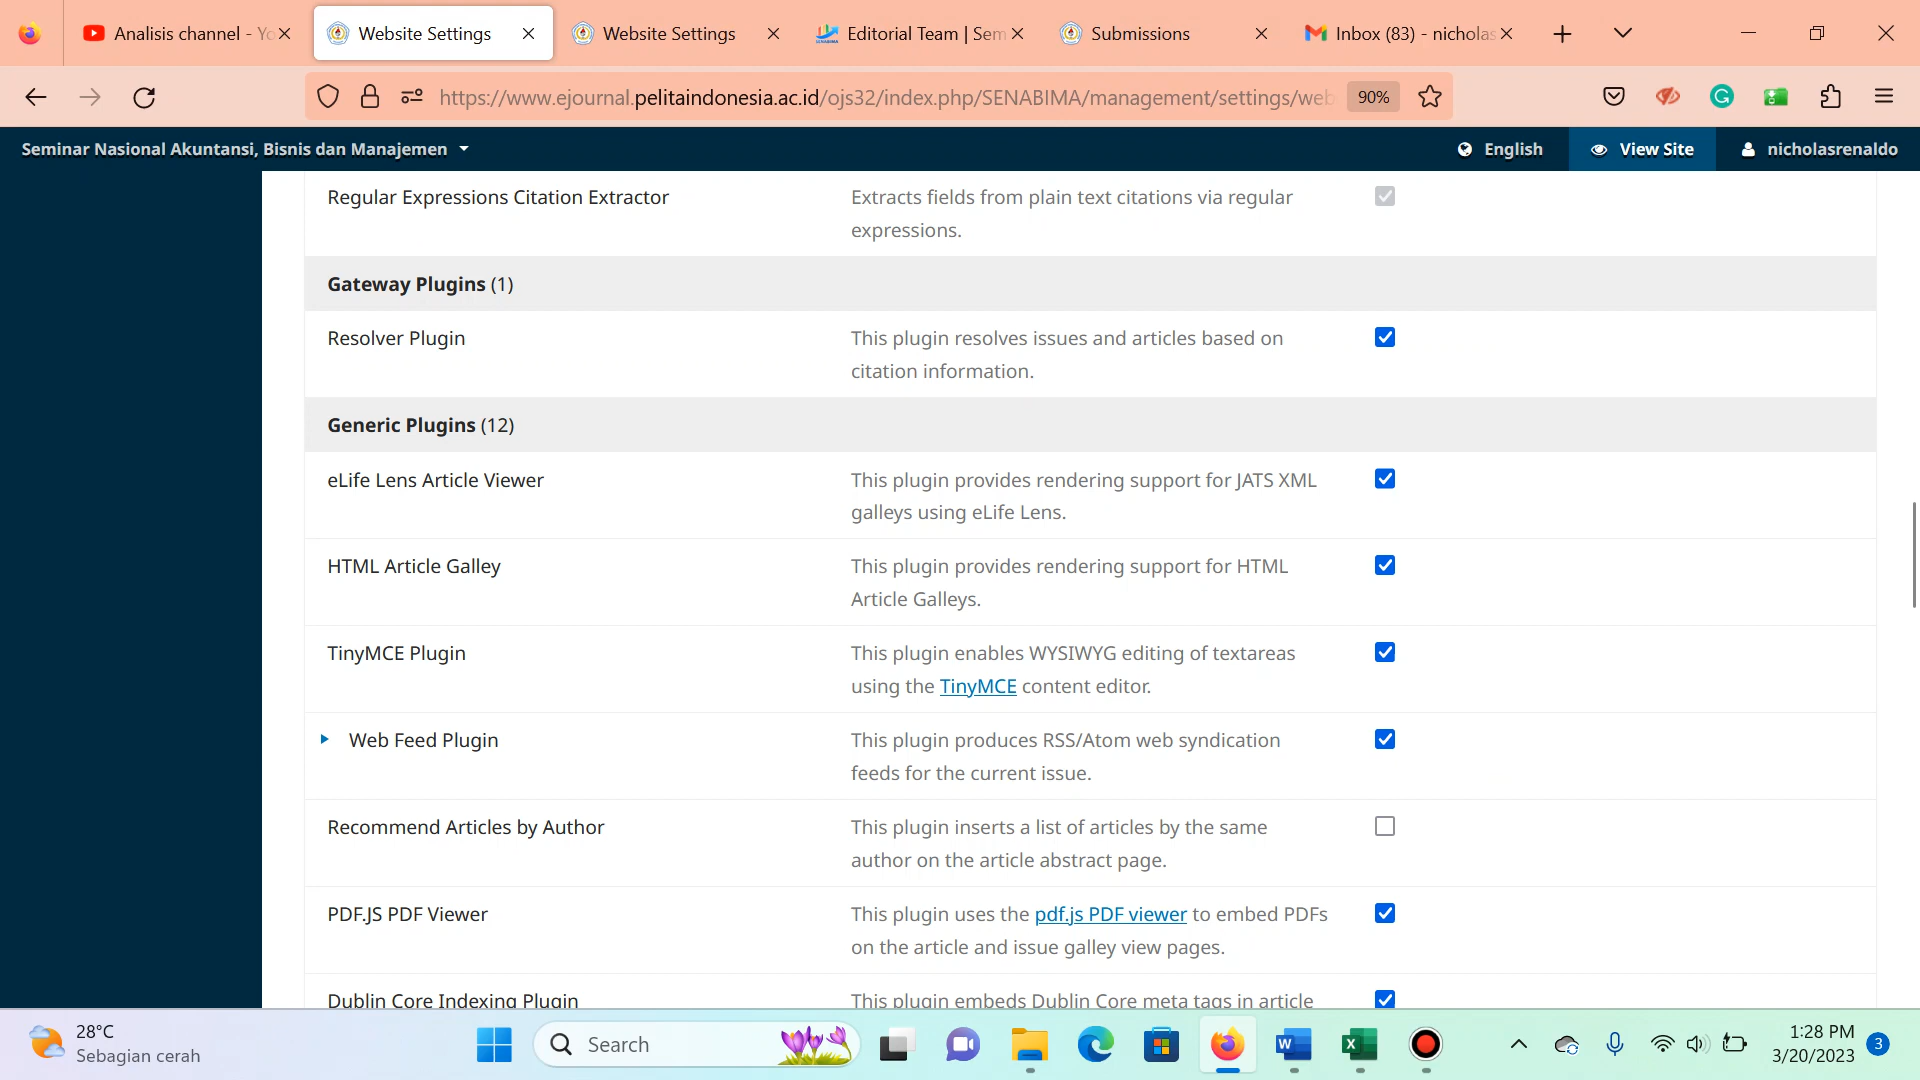 Analisis channel - Yo
Website Settings
Website Settings
Editorial Team | Sem
Submissions
Inbox (83) - nicholas
https://www.ejournal.pelitaindonesia.ac.id/ojs32/index.php/SENABIMA/management/settings/web
90%
Seminar Nasional Akuntansi, Bisnis dan Manajemen
English
View Site
nicholasrenaldo
Regular Expressions Citation Extractor
Extracts fields from plain text citations via regular
expressions.
Gateway Plugins (1)
Resolver Plugin
This plugin resolves issues and articles based on
citation information.
Generic Plugins (12)
eLife Lens Article Viewer
This plugin provides rendering support for JATS XML
galleys using eLife Lens.
HTML Article Galley
This plugin provides rendering support for HTML
Article Galleys.
TinyMCE Plugin
This plugin enables WYSIWYG editing of textareas
using the TinyMCE content editor.
Web Feed Plugin
This plugin produces RSS/Atom web syndication
feeds for the current issue.
Recommend Articles by Author
This plugin inserts a list of articles by the same
author on the article abstract page.
PDF.JS PDF Viewer
This plugin uses the pdf.js PDF viewer to embed PDFs
on the article and issue galley view pages.
Dublin Core Indexing Plugin
This plugin embeds Dublin Core meta tags in article
28°C
Sebagian cerah
Search
1:28 PM
3/20/2023
3